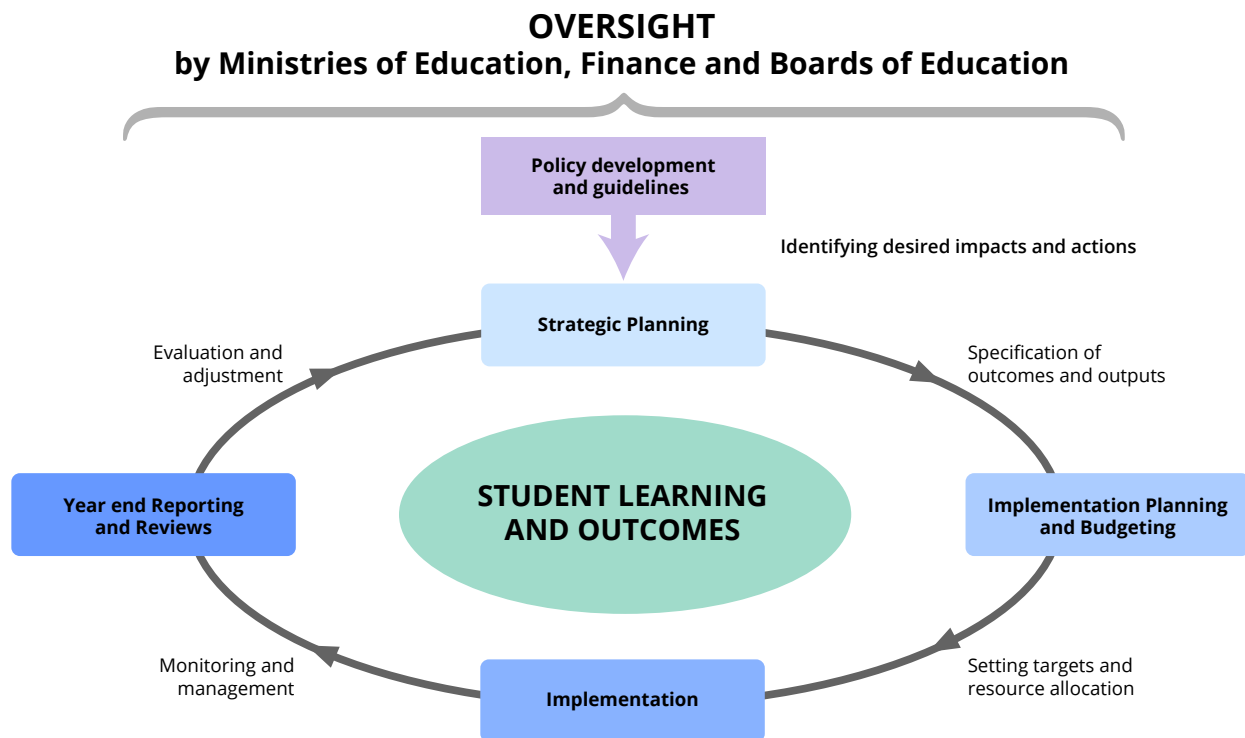 OVERSIGHT
by Ministries of Education, Finance and Boards of Education
Policy development
and guidelines
Identifying desired impacts and actions
Strategic Planning
Evaluation and
adjustment
Specification of
outcomes and outputs
Year end Reporting
and Reviews
STUDENT LEARNING
AND OUTCOMES
Implementation Planning
and Budgeting
Monitoring and
management
Implementation
Setting targets and
resource allocation